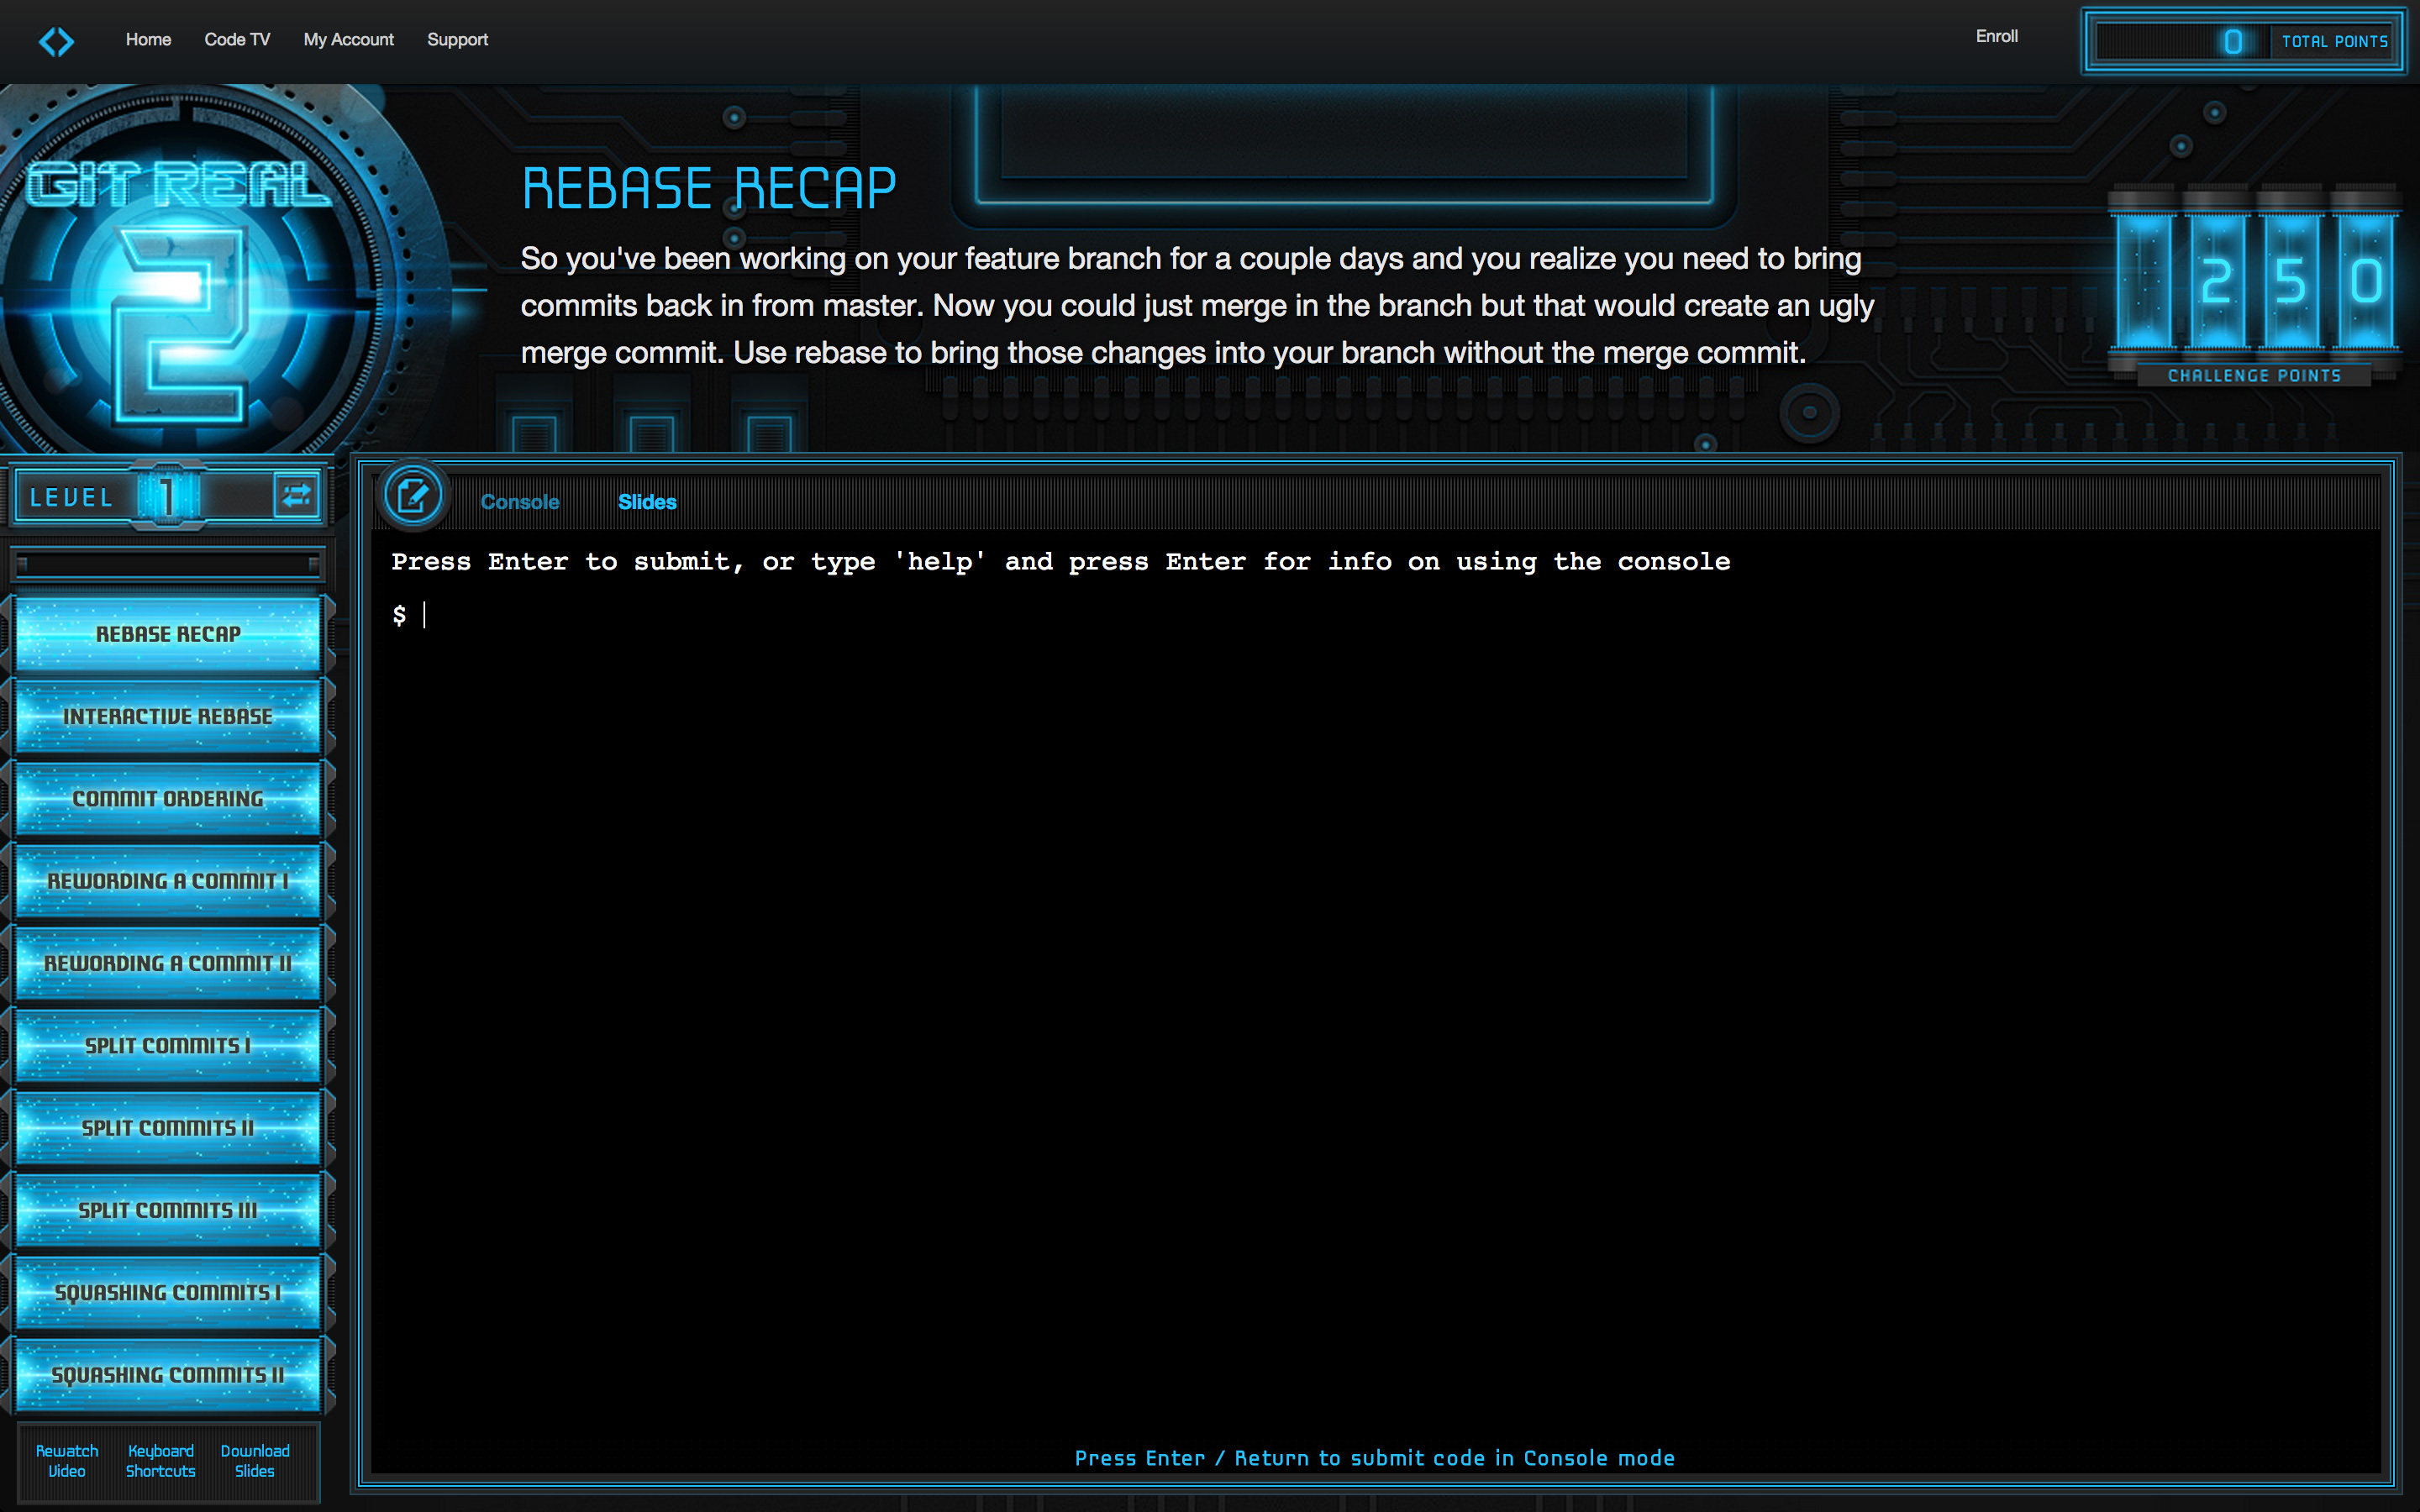 Home Code TV My Account Support Enroll
0 TOTAL POINTS
GIT REAL
2
REBASE RECAP
So you've been working on your feature branch for a couple days and you realize you need to bring
commits back in from master. Now you could just merge in the branch but that would create an ugly
merge commit. Use rebase to bring those changes into your branch without the merge commit.
250
CHALLENGE POINTS
LEVEL 1
Console Slides
Press Enter to submit, or type 'help' and press Enter for info on using the console
$
REBASE RECAP
INTERACTIVE REBASE
COMMIT ORDERING
REWORDING A COMMIT I
REWORDING A COMMIT II
SPLIT COMMITS I
SPLIT COMMITS II
SPLIT COMMITS III
SQUASHING COMMITS I
SQUASHING COMMITS II
Rewatch
Video
Keyboard
Shortcuts
Download
Slides
Press Enter / Return to submit code in Console mode